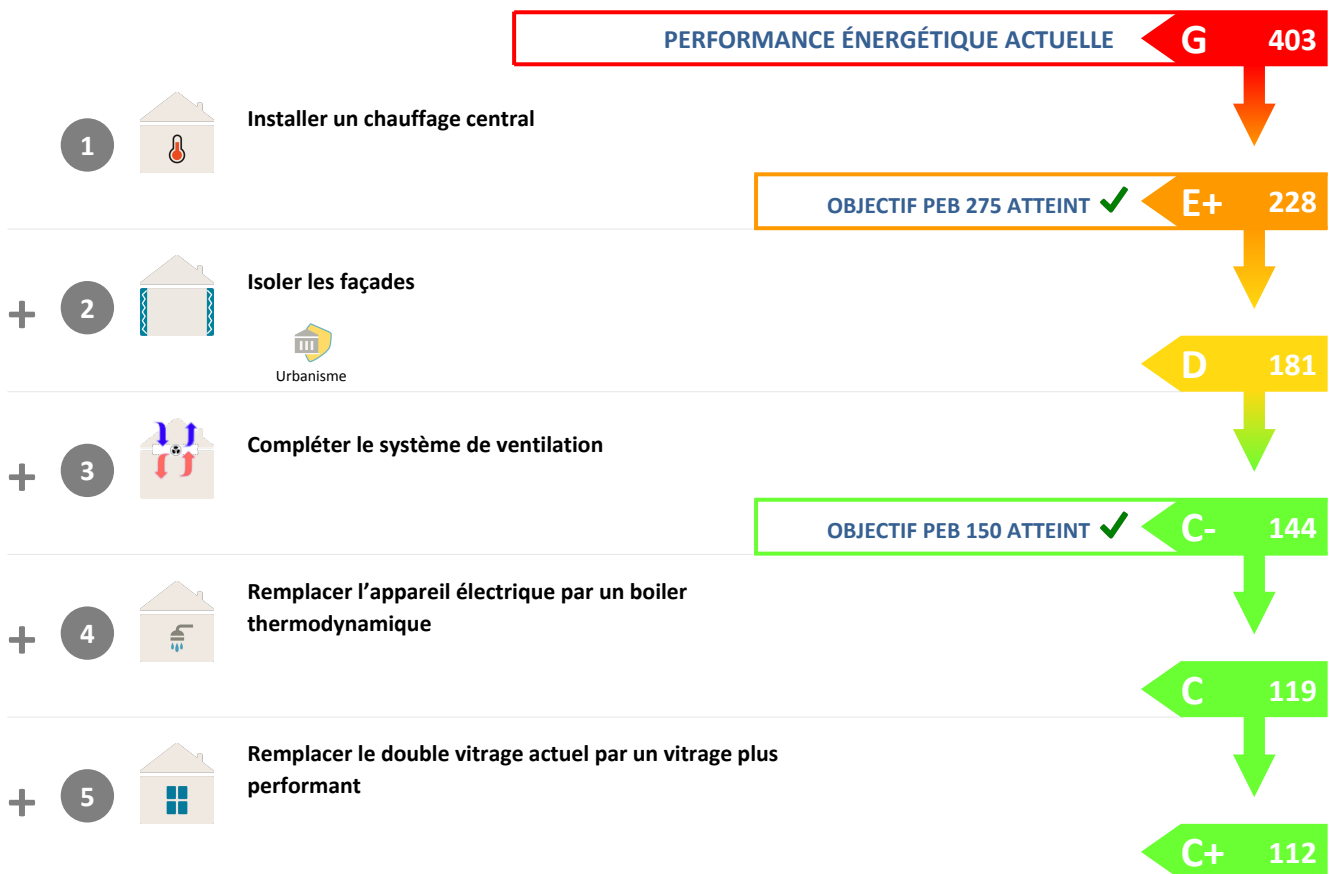 PERFORMANCE ÉNERGÉTIQUE ACTUELLE G 403
1 Installer un chauffage central
OBJECTIF PEB 275 ATTEINT ✓ E+ 228
+ 2 Isoler les façades
Urbanisme
D 181
+ 3 Compléter le système de ventilation
OBJECTIF PEB 150 ATTEINT ✓ C- 144
+ 4 Remplacer l’appareil électrique par un boiler
thermodynamique
C 119
+ 5 Remplacer le double vitrage actuel par un vitrage plus
performant
C+ 112